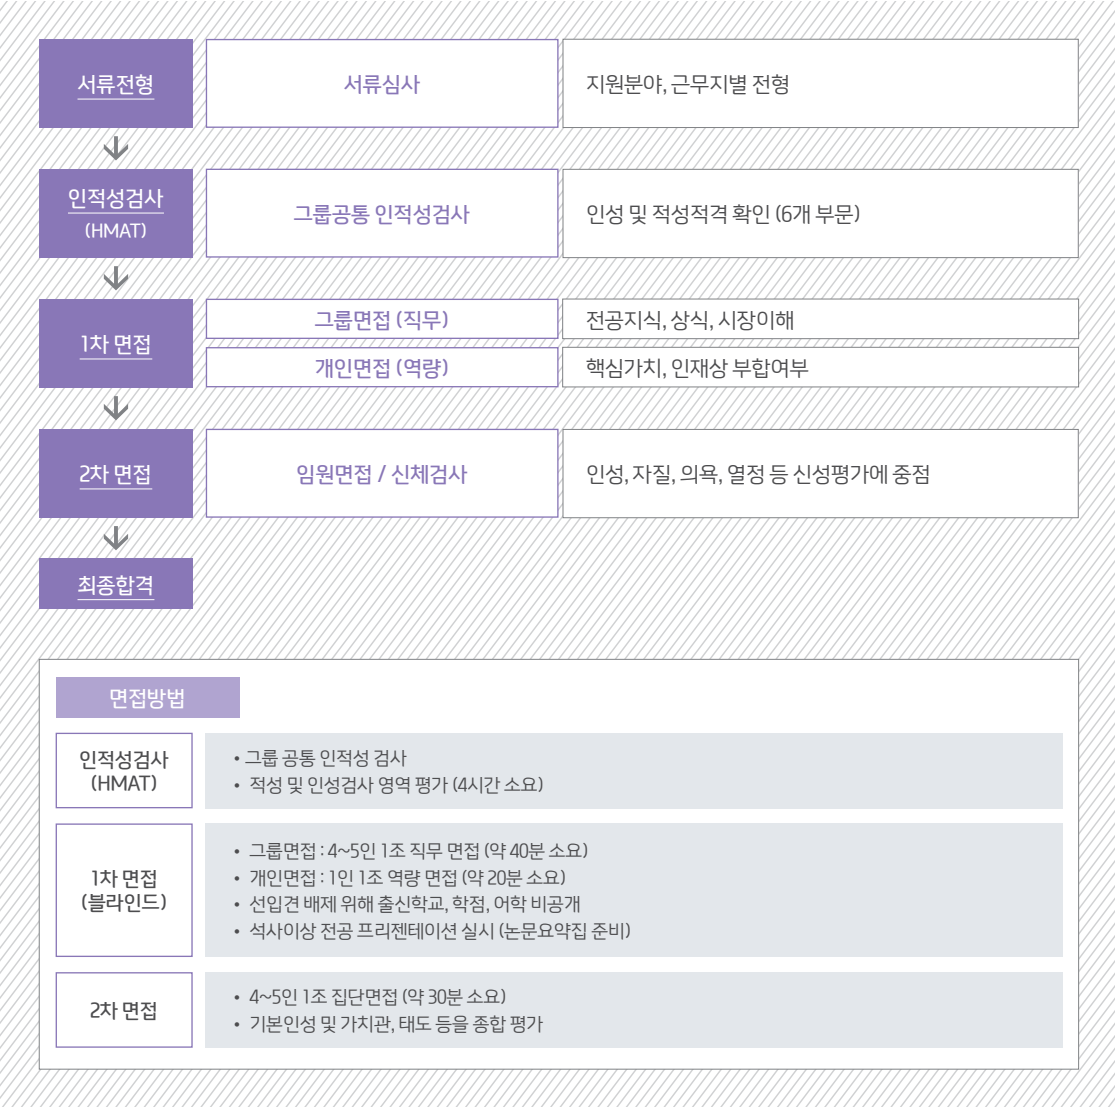 서류전형
서류심사
지원분야, 근무지별 전형
인적성검사
(HMAT)
그룹공통 인적성검사
인성 및 적성적격 확인 (6개 부문)
1차 면접
그룹면접 (직무)
전공지식, 상식, 시장이해
개인면접 (역량)
핵심가치, 인재상 부합여부
2차 면접
임원면접 / 신체검사
인성, 자질, 의욕, 열정 등 신성평가에 중점
최종합격
면접방법
인적성검사
(HMAT)
• 그룹 공통 인적성 검사
• 적성 및 인성검사 영역 평가 (4시간 소요)
1차 면접
(블라인드)
• 그룹면접 : 4~5인 1조 직무 면접 (약 40분 소요)
• 개인면접 : 1인 1조 역량 면접 (약 20분 소요)
• 선입견 배제 위해 출신학교, 학점, 어학 비공개
• 석사이상 전공 프리젠테이션 실시 (논문요약집 준비)
2차 면접
• 4~5인 1조 집단면접 (약 30분 소요)
• 기본인성 및 가치관, 태도 등을 종합 평가